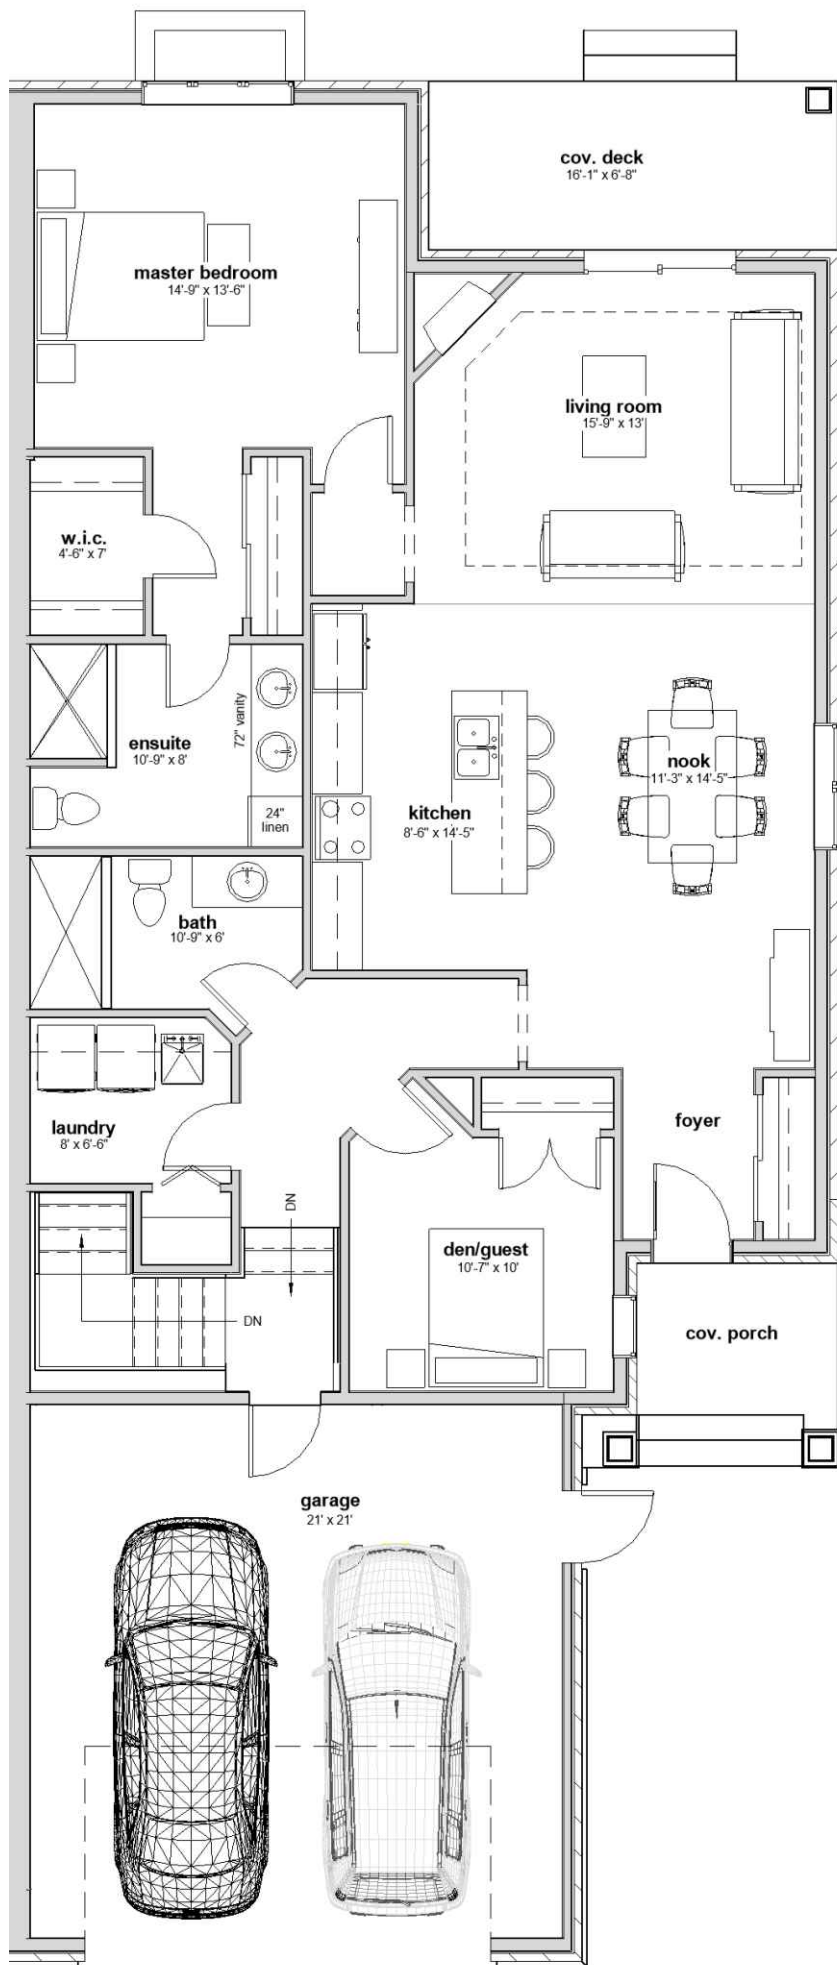 cov. deck
16'-1" x 6'-8"
master bedroom
14'-9" x 13'-6"
living room
15'-9" x 13'
w.i.c.
4'-6" x 7'
72" vanity
ensuite
10'-9" x 8'
nook
11'-3" x 14'-5"
kitchen
8'-6" x 14'-5"
24"
linen
bath
10'-9" x 6'
laundry
8' x 6'-6"
foyer
DN
den/guest
10'-7" x 10'
DN
cov. porch
garage
21' x 21'